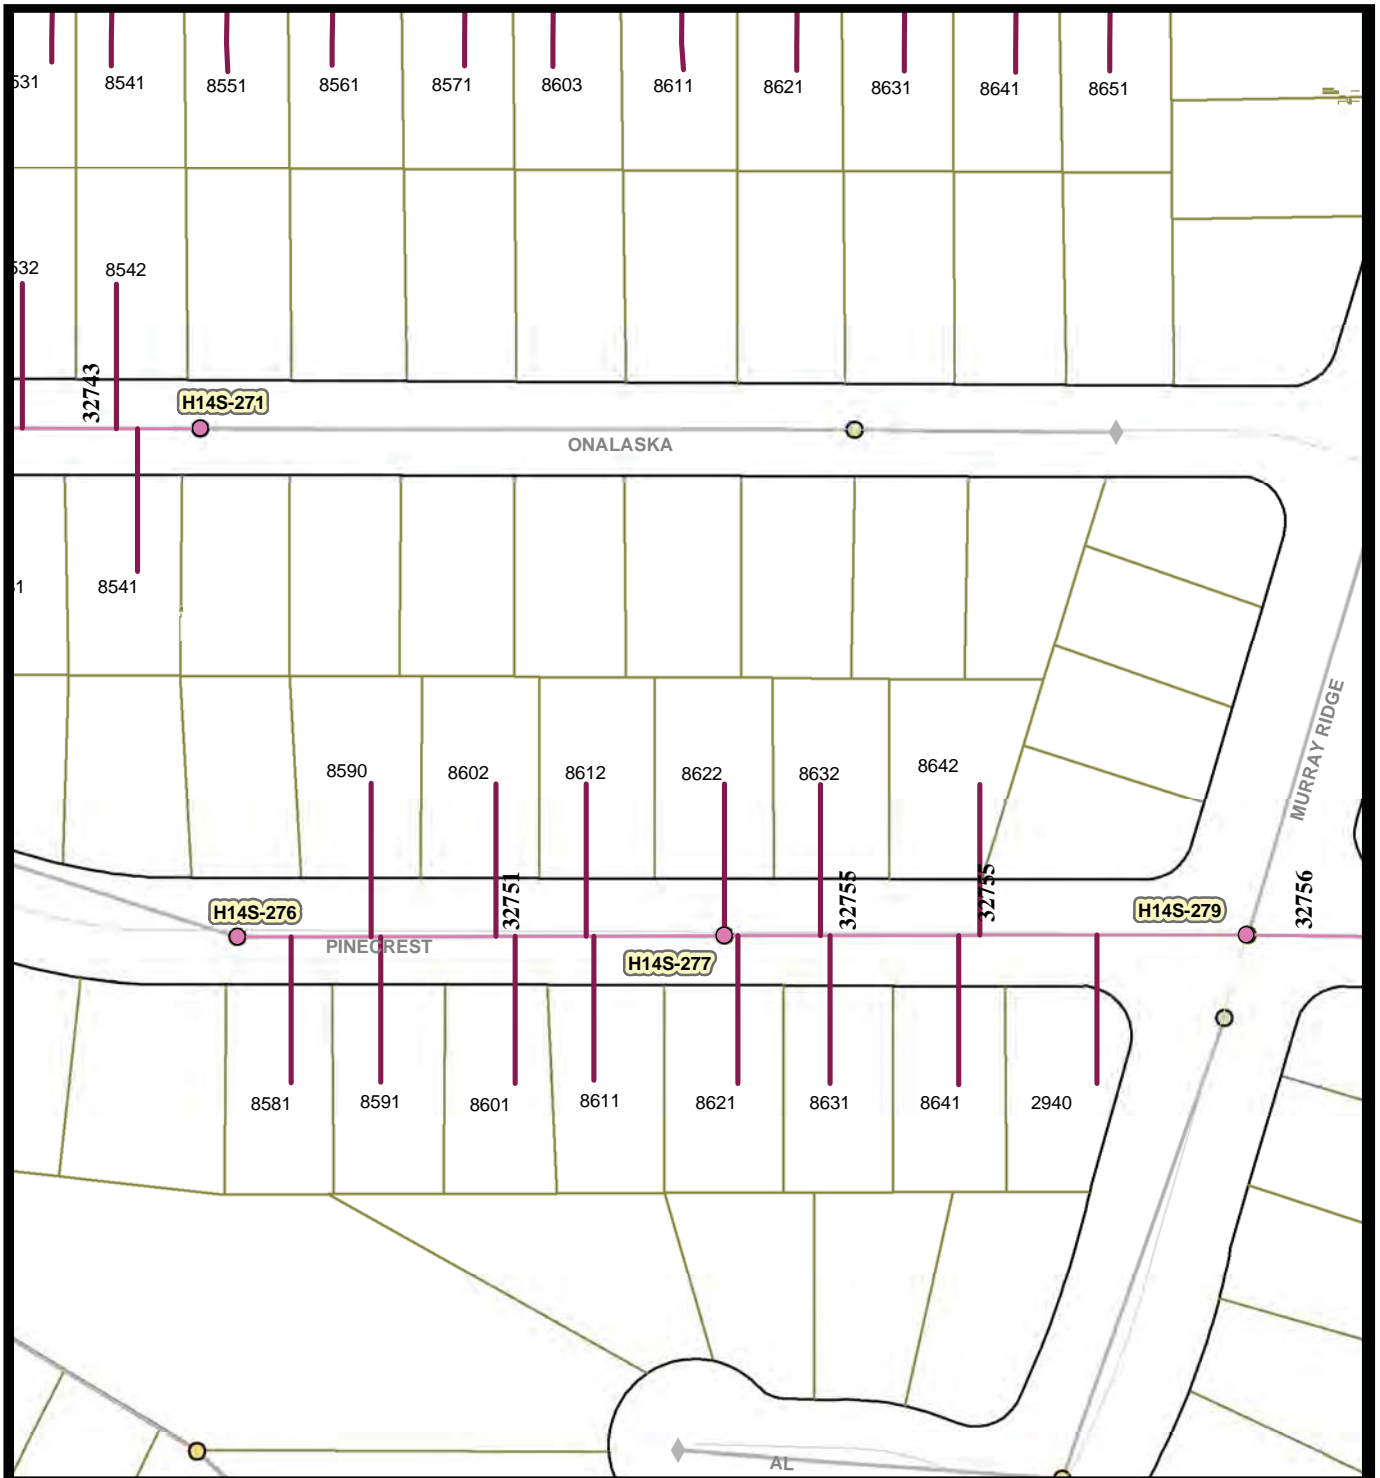 531 8541 8551 8561 8571 8603 8611 8621 8631 8641 8651
532 8542
32743
H14S-271
ONALASKA
31 8541
MURRAY RIDGE
8590 8602 8612 8622 8632 8642
32751 32755 32755 32756
H14S-276 H14S-279
PINECREST
H14S-277
8581 8591 8601 8611 8621 8631 8641 2940
AL